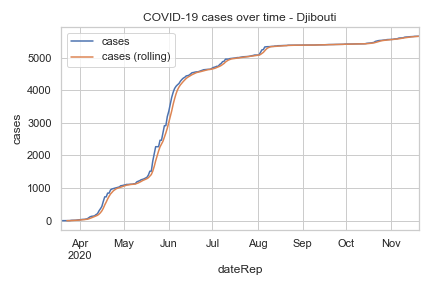 COVID-19 cases over time - Djibouti
cases
cases (rolling)
5000
4000
3000
2000
1000
0
cases
Apr May Jun Jul Aug Sep Oct Nov
2020
dateRep